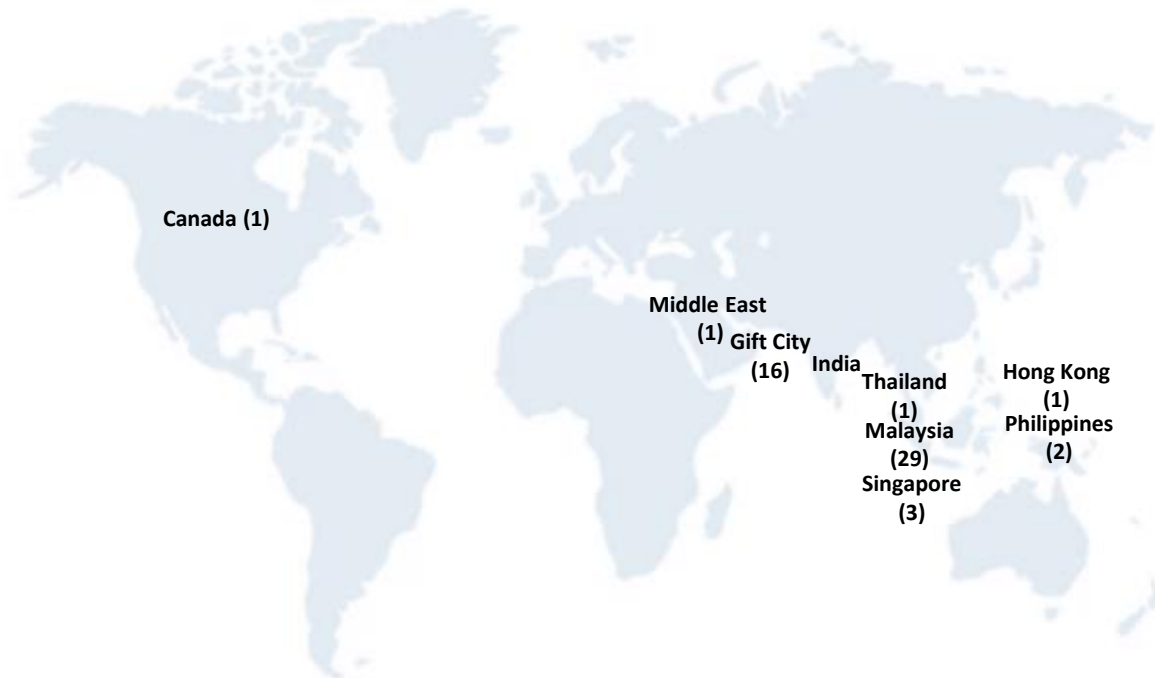 Canada (1)
Middle East
(1)
Gift City
(16)
India
Thailand
(1)
Malaysia
(29)
Singapore
(3)
Hong Kong
(1)
Philippines
(2)